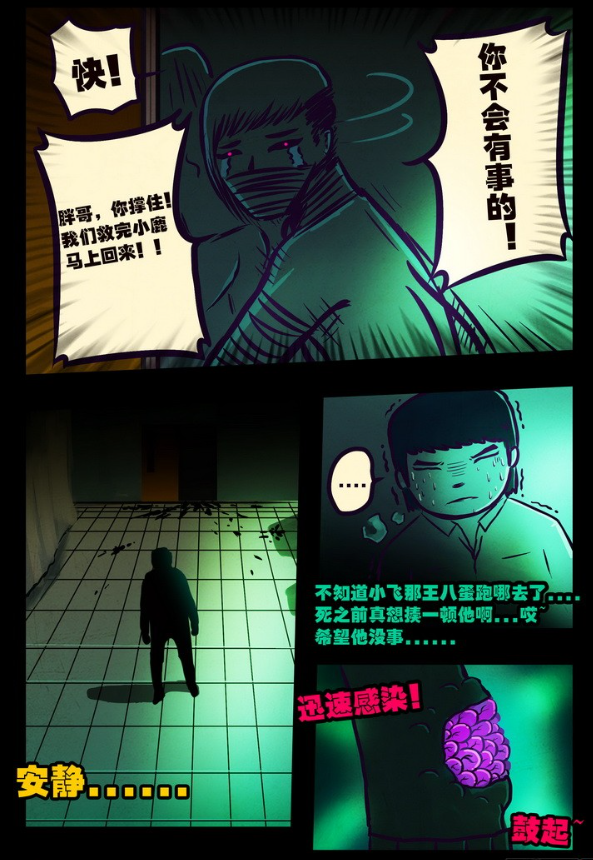 快！
胖哥，你撑住！
我们救完小鹿
马上回来！！
你不会有事的！
安静......
....
不知道小飞那王八蛋跑哪去了....
死之前真想揍一顿他啊...哎~
希望他没事......
迅速感染！
鼓起~